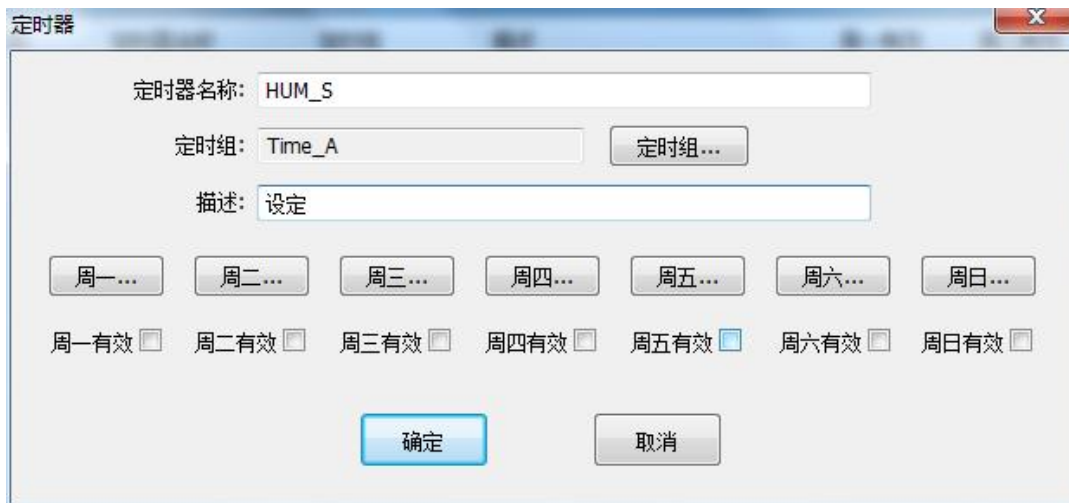 定时器
定时器名称: HUM_S
定时组: Time_A 定时组...
描述: 设定
周一... 周二... 周三... 周四... 周五... 周六... 周日...
周一有效 周二有效 周三有效 周四有效 周五有效 周六有效 周日有效
确定 取消